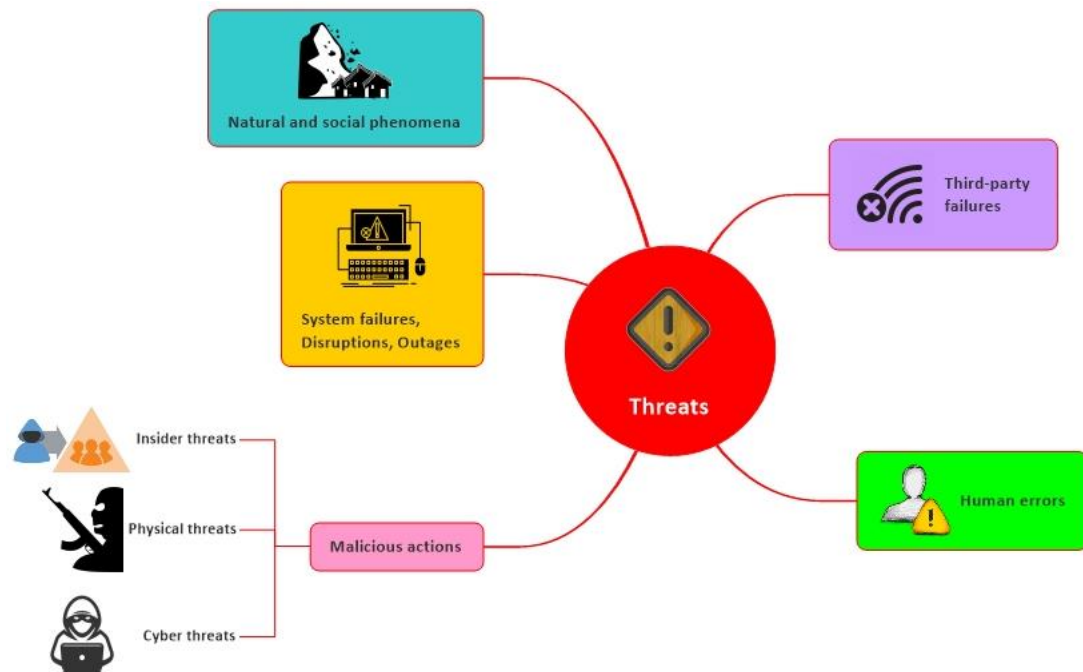 Natural and social phenomena
Third-party
failures
System failures,
Disruptions, Outages
Threats
Insider threats
Physical threats
Cyber threats
Malicious actions
Human errors